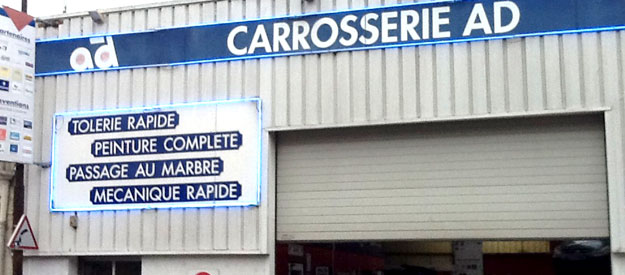 ad CARROSSERIE AD
TOLERIE RAPIDE
PEINTURE COMPLETE
PASSAGE AU MARBRE
MECANIQUE RAPIDE